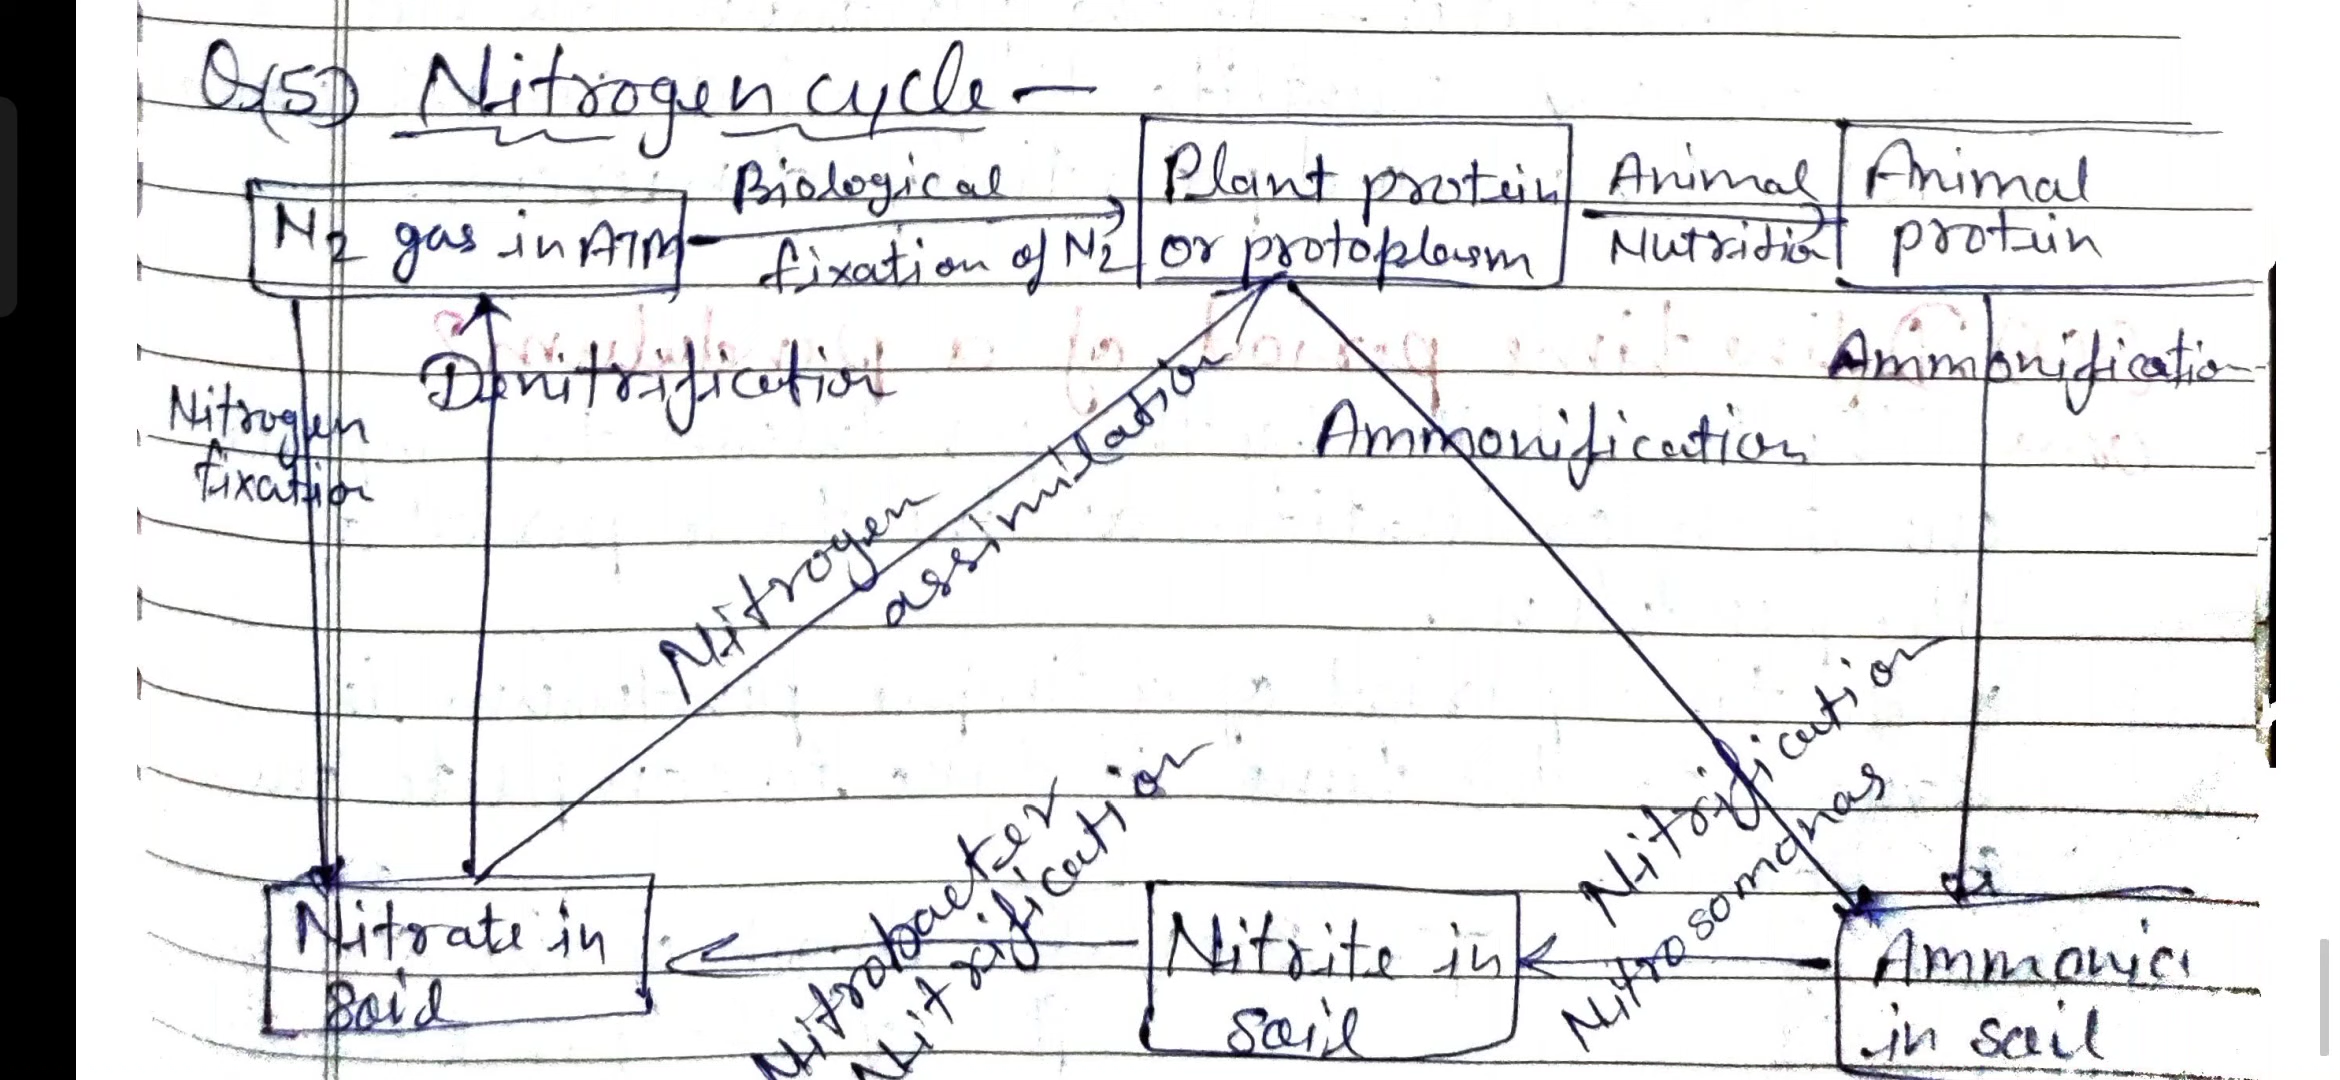 Q(5) Nitrogen cycle —
N2 gas in ATM
Biological
fixation of N2
Plant protein
or protoplasm
Animal
Nutrition
Animal
protein
Nitrogen
fixation
Denitrification
Nitrogen
assimilation
Ammonification
Ammonification
Nitrate in
Soil
Nitrobacter
Nitrification
Nitrite in
Soil
Nitrification
Nitrosomonas
Ammonia
in soil